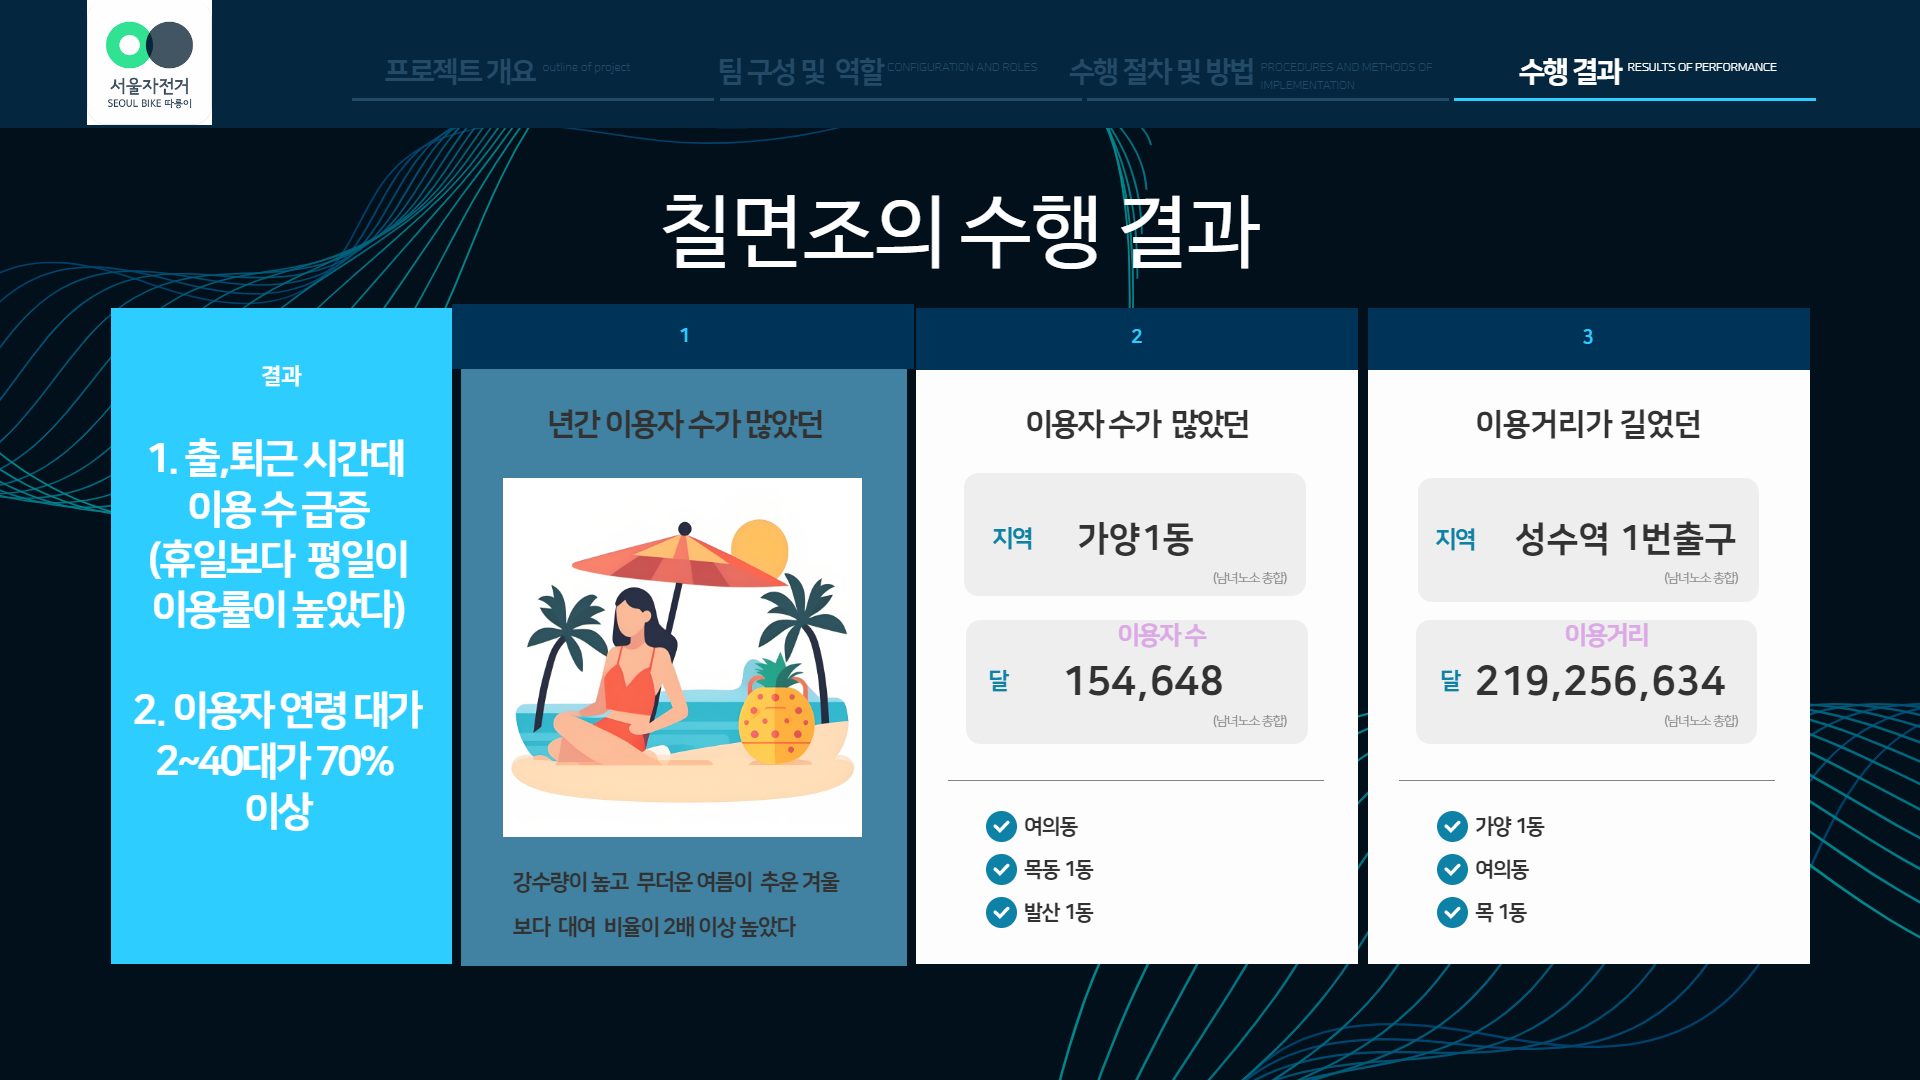 서울자전거
SEOUL BIKE 따릉이
프로젝트 개요 outline of project
팀 구성 및 역할 CONFIGURATION AND ROLES
수행 절차 및 방법 PROCEDURES AND METHODS OF
IMPLEMENTATION
수행 결과 RESULTS OF PERFORMANCE
칠면조의 수행 결과
결과
1. 출,퇴근 시간대
이용 수 급증
(휴일보다 평일이
이용률이 높았다)
2. 이용자 연령 대가
2~40대가 70%
이상
1
년간 이용자 수가 많았던
강수량이 높고 무더운 여름이 추운 겨울
보다 대여 비율이 2배 이상 높았다
2
이용자 수가 많았던
지역 가양1동
(남녀노소 총합)
이용자 수
달 154,648
(남녀노소 총합)
여의동
목동 1동
발산 1동
3
이용거리가 길었던
지역 성수역 1번출구
(남녀노소 총합)
이용거리
달 219,256,634
(남녀노소 총합)
가양 1동
여의동
목 1동